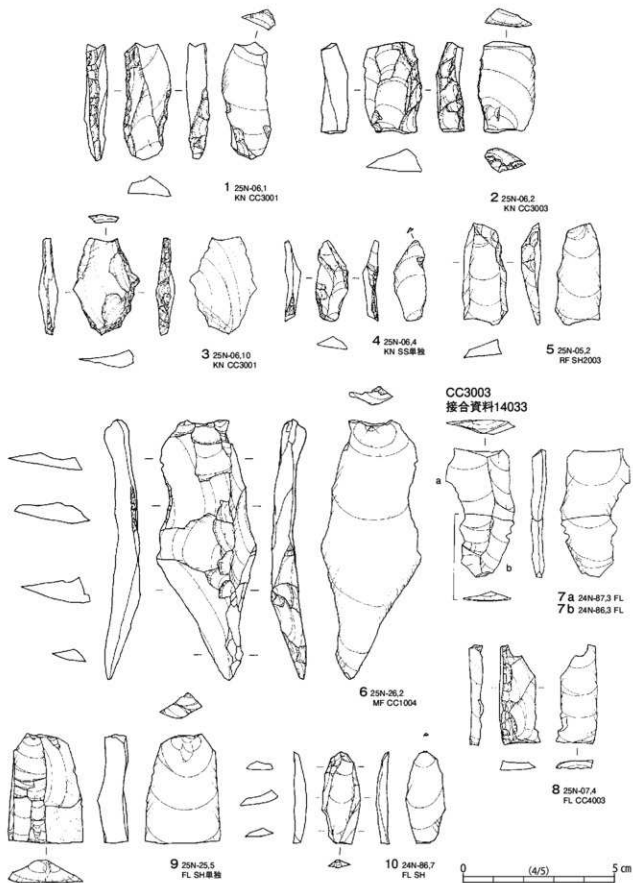 1 25N-06,1
KN CC3001
2 25N-06,2
KN CC3003
3 25N-06,10
KN CC3001
4 25N-06,4
KN SS単独
5 25N-05,2
RF SH2003
6 25N-26,2
MF CC1004
CC3003
接合資料14033
a
b
7a 24N-87,3 FL
7b 24N-86,3 FL
8 25N-07,4
FL CC4003
9 25N-25,5
FL SH単独
10 24N-86,7
FL SH
0 (4/5) 5 cm